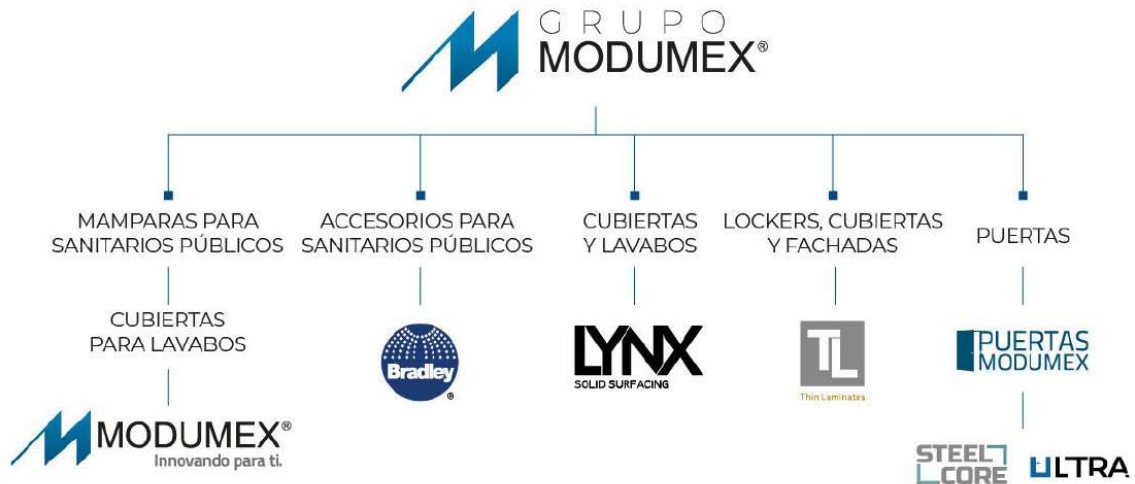 GRUPO
MODUMEX®
MAMPARAS PARA
SANITARIOS PÚBLICOS
CUBIERTAS
PARA LAVABOS
MODUMEX®
Innovando para ti.
ACCESORIOS PARA
SANITARIOS PÚBLICOS
Bradley
®
CUBIERTAS
Y LAVABOS
LYNX
SOLID SURFACING
LOCKERS, CUBIERTAS
Y FACHADAS
TL
Thin Laminates
PUERTAS
PUERTAS
MODUMEX
STEEL
CORE
ULTRA